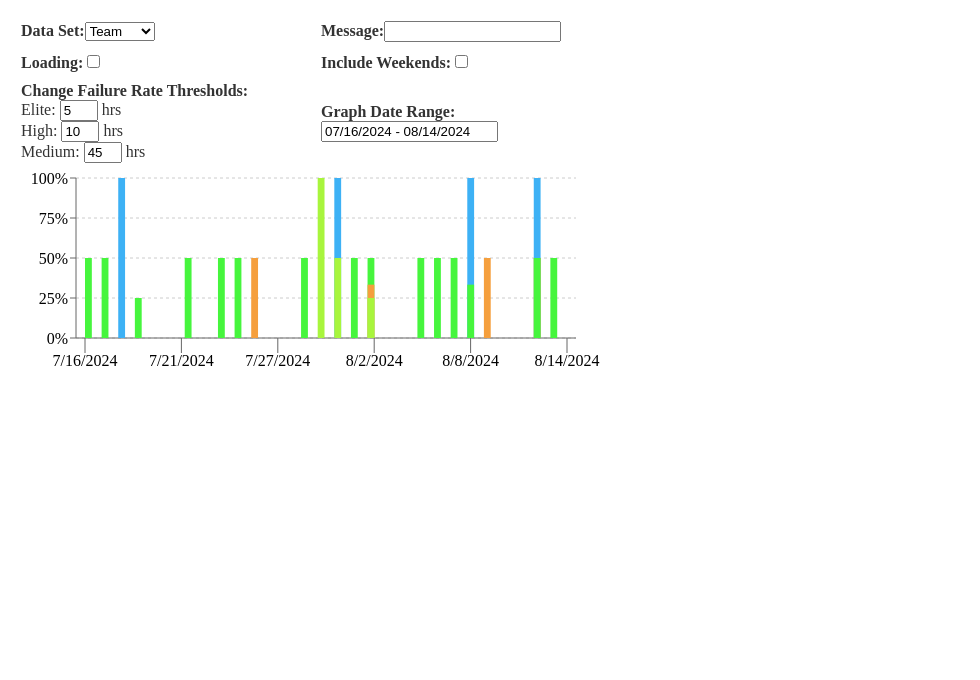 Data Set: Team
Message:
Loading:
Include Weekends:
Change Failure Rate Thresholds:
Elite: 5 hrs
High: 10 hrs
Medium: 45 hrs
Graph Date Range:
07/16/2024 - 08/14/2024
100%
75%
50%
25%
0%
7/16/2024 7/21/2024 7/27/2024 8/2/2024 8/8/2024 8/14/2024